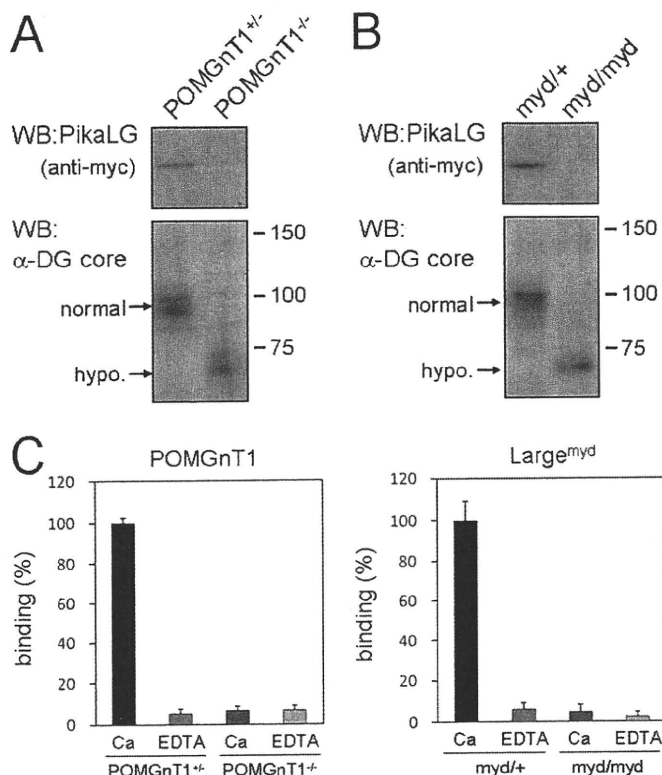 A
POMGnT1+/-
POMGnT1-/-
WB:PikaLG
(anti-myc)
WB:
α-DG core
normal
hypo.
150
100
75
B
myd/+
myd/myd
WB:PikaLG
(anti-myc)
WB:
α-DG core
normal
hypo.
150
100
75
C
POMGnT1
binding (%)
120
100
80
60
40
20
0
Ca EDTA Ca EDTA
POMGnT1+/- POMGnT1-/-
Largemyd
binding (%)
120
100
80
60
40
20
0
Ca EDTA Ca EDTA
myd/+ myd/myd